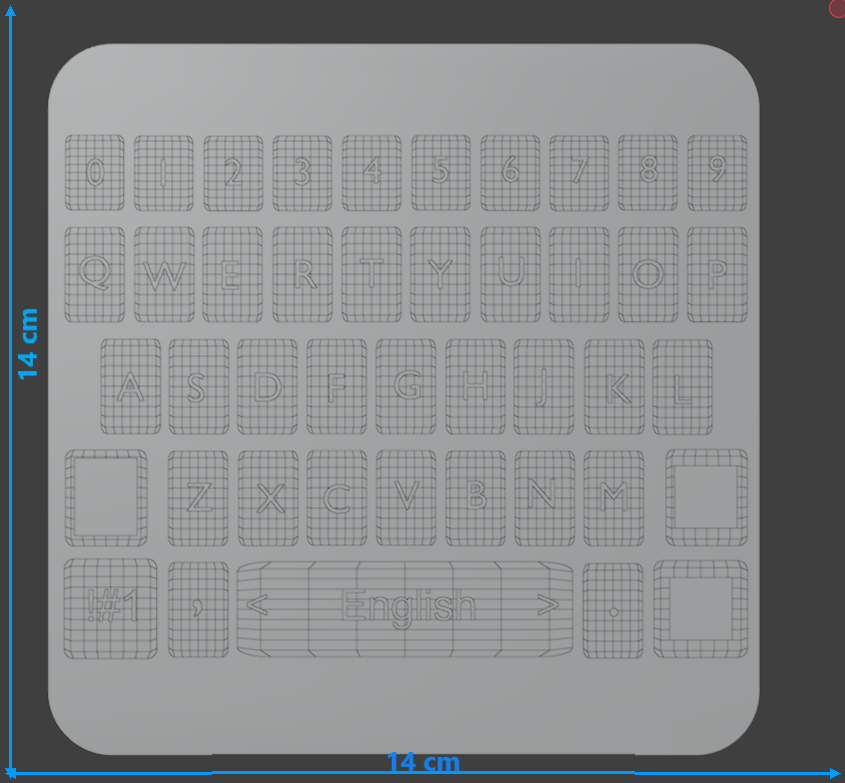 0 1 2 3 4 5 6 7 8 9
Q W E R T Y U I O P
14 cm
A S D F G H J K L
Z X C V B N M
!#1 , < English > .
14 cm